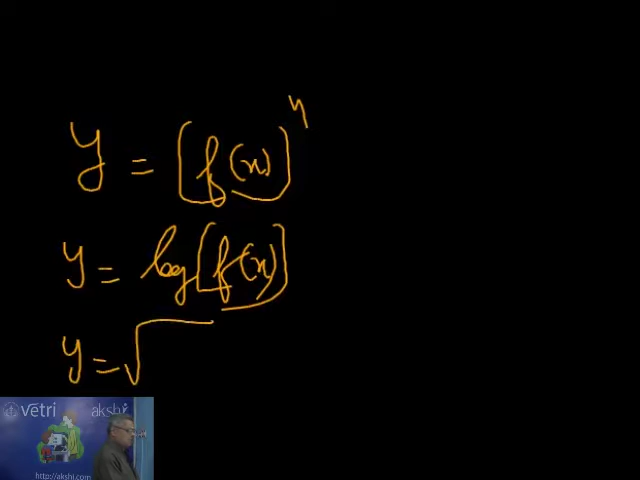 y = [f(x)]^n
y = log[f(x)]
y = √
vetri akshi
http://akshi.com